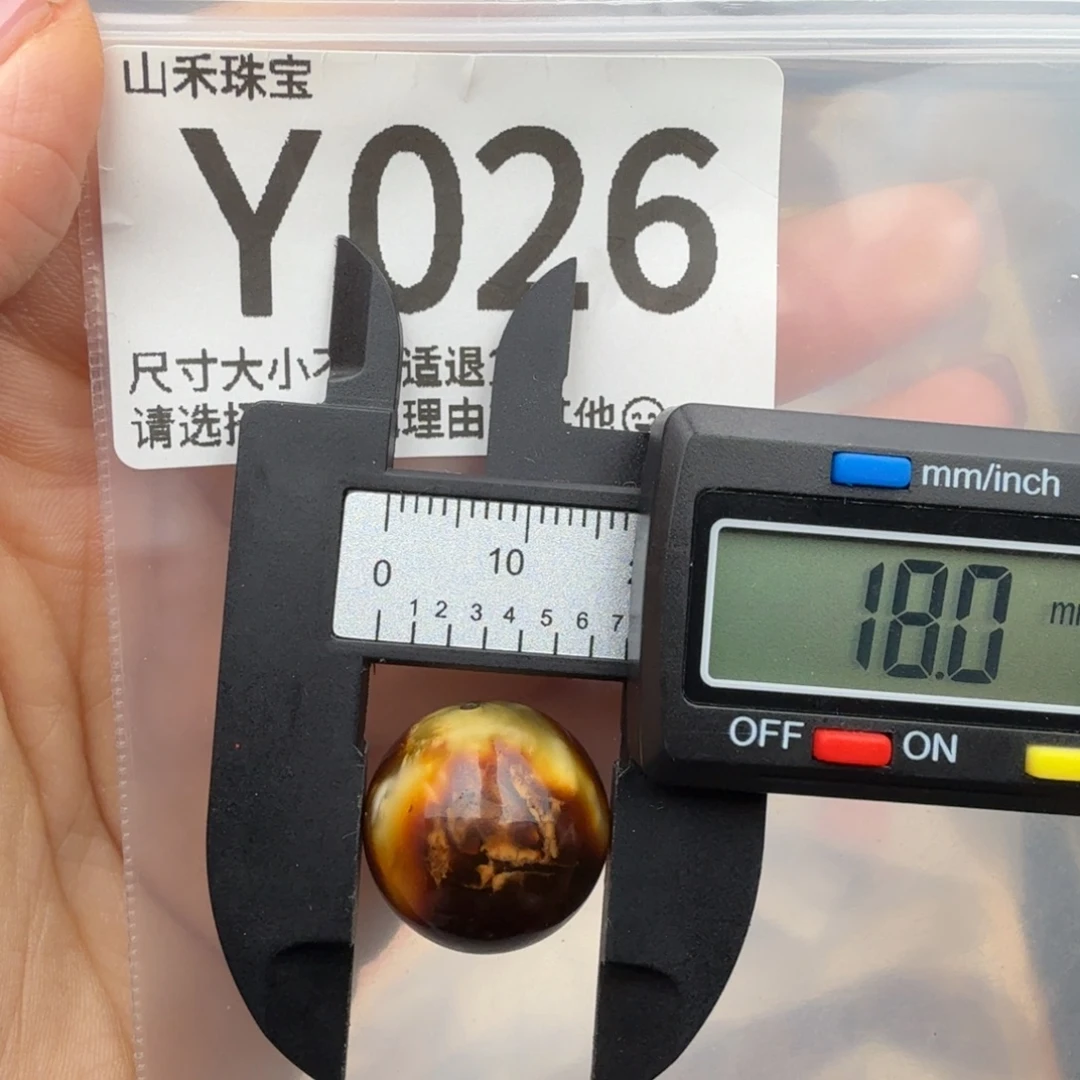 山禾珠宝
Y026
尺寸大小 适退
请选 理由 他
mm/inch
0 10
0 1 2 3 4 5 6 7
18.0
OFF ON